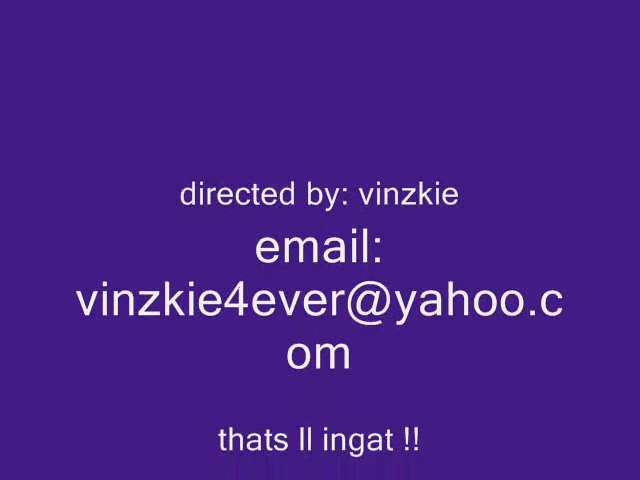 directed by: vinzkie
email:
vinzkie4ever@yahoo.c
om
thats ll ingat !!